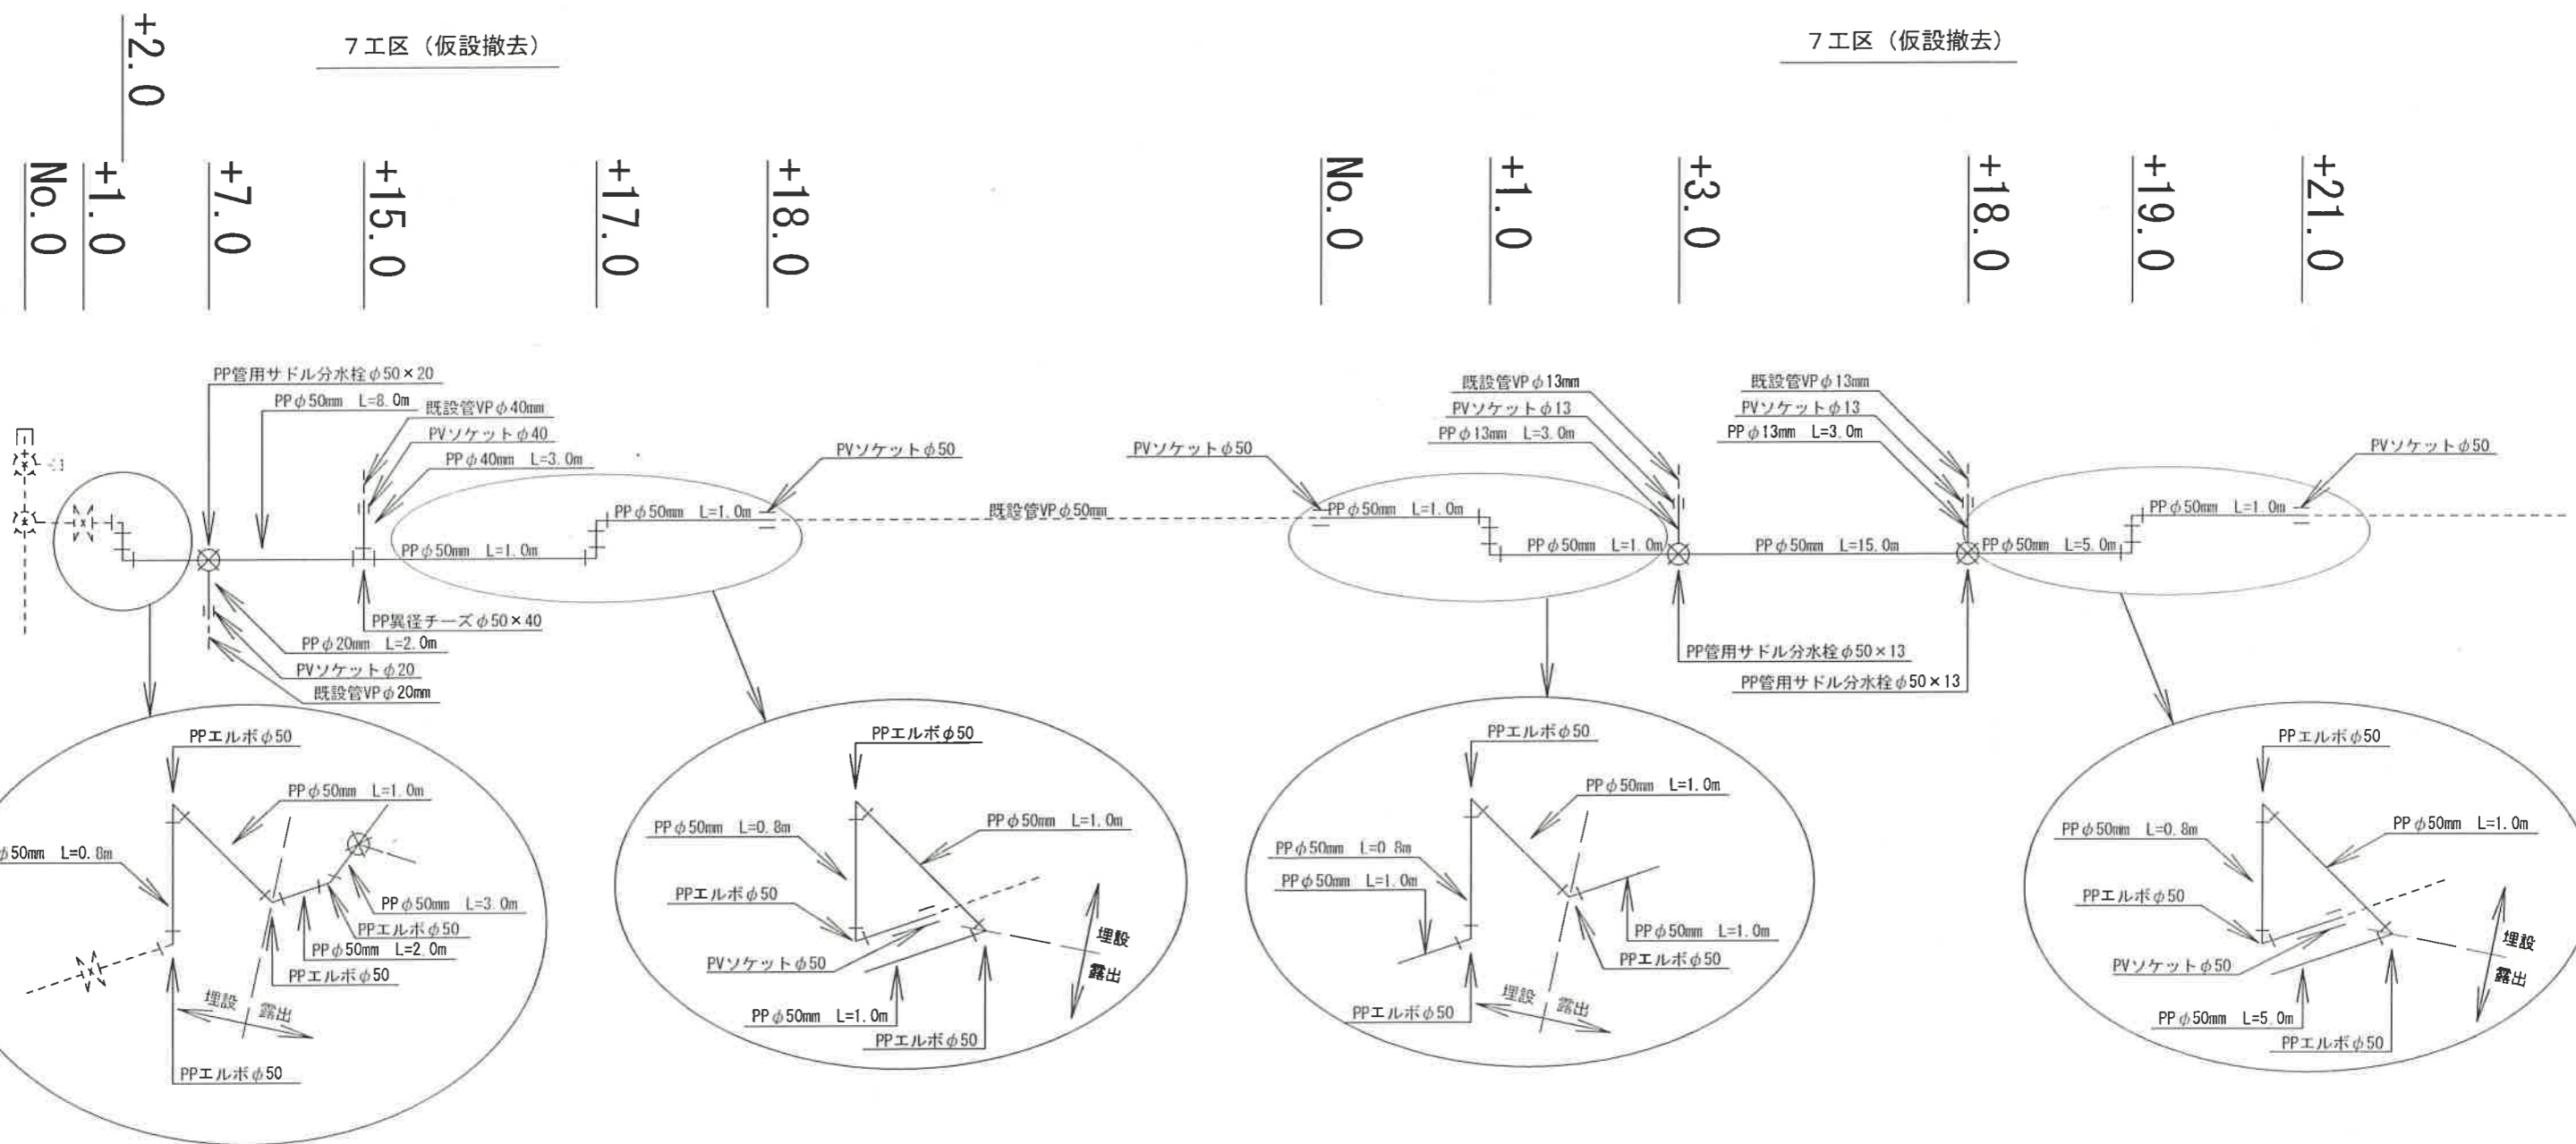 7工区（仮設撤去）
7工区（仮設撤去）
No.0
+1.0
+2.0
+7.0
+15.0
+17.0
+18.0
No.0
+1.0
+3.0
+18.0
+19.0
+21.0
PP管用サドル分水栓φ50×20
PPφ50mm L=8.0m
既設管VPφ40mm
PVソケットφ40
PPφ40mm L=3.0m
PVソケットφ50
PPφ50mm L=1.0m
PPφ50mm L=1.0m
既設管VPφ50mm
PP異径チーズφ50×40
PPφ20mm L=2.0m
PVソケットφ20
既設管VPφ20mm
PVソケットφ50
既設管VPφ13mm
PVソケットφ13
PPφ13mm L=3.0m
既設管VPφ13mm
PVソケットφ13
PPφ13mm L=3.0m
PVソケットφ50
PPφ50mm L=1.0m
PPφ50mm L=1.0m
PPφ50mm L=15.0m
PPφ50mm L=5.0m
PPφ50mm L=1.0m
PP管用サドル分水栓φ50×13
PP管用サドル分水栓φ50×13
PPエルボφ50
PPφ50mm L=1.0m
φ50mm L=0.8m
PPφ50mm L=3.0m
PPエルボφ50
PPφ50mm L=2.0m
PPエルボφ50
埋設 露出
PPエルボφ50
PPエルボφ50
PPφ50mm L=0.8m
PPφ50mm L=1.0m
PPエルボφ50
PVソケットφ50
PPφ50mm L=1.0m
PPエルボφ50
埋設
露出
PPエルボφ50
PPφ50mm L=1.0m
PPφ50mm L=0.8m
PPφ50mm L=1.0m
PPφ50mm L=1.0m
PPエルボφ50
埋設 露出
PPエルボφ50
PPエルボφ50
PPφ50mm L=0.8m
PPφ50mm L=1.0m
PPエルボφ50
PVソケットφ50
PPφ50mm L=5.0m
PPエルボφ50
埋設
露出